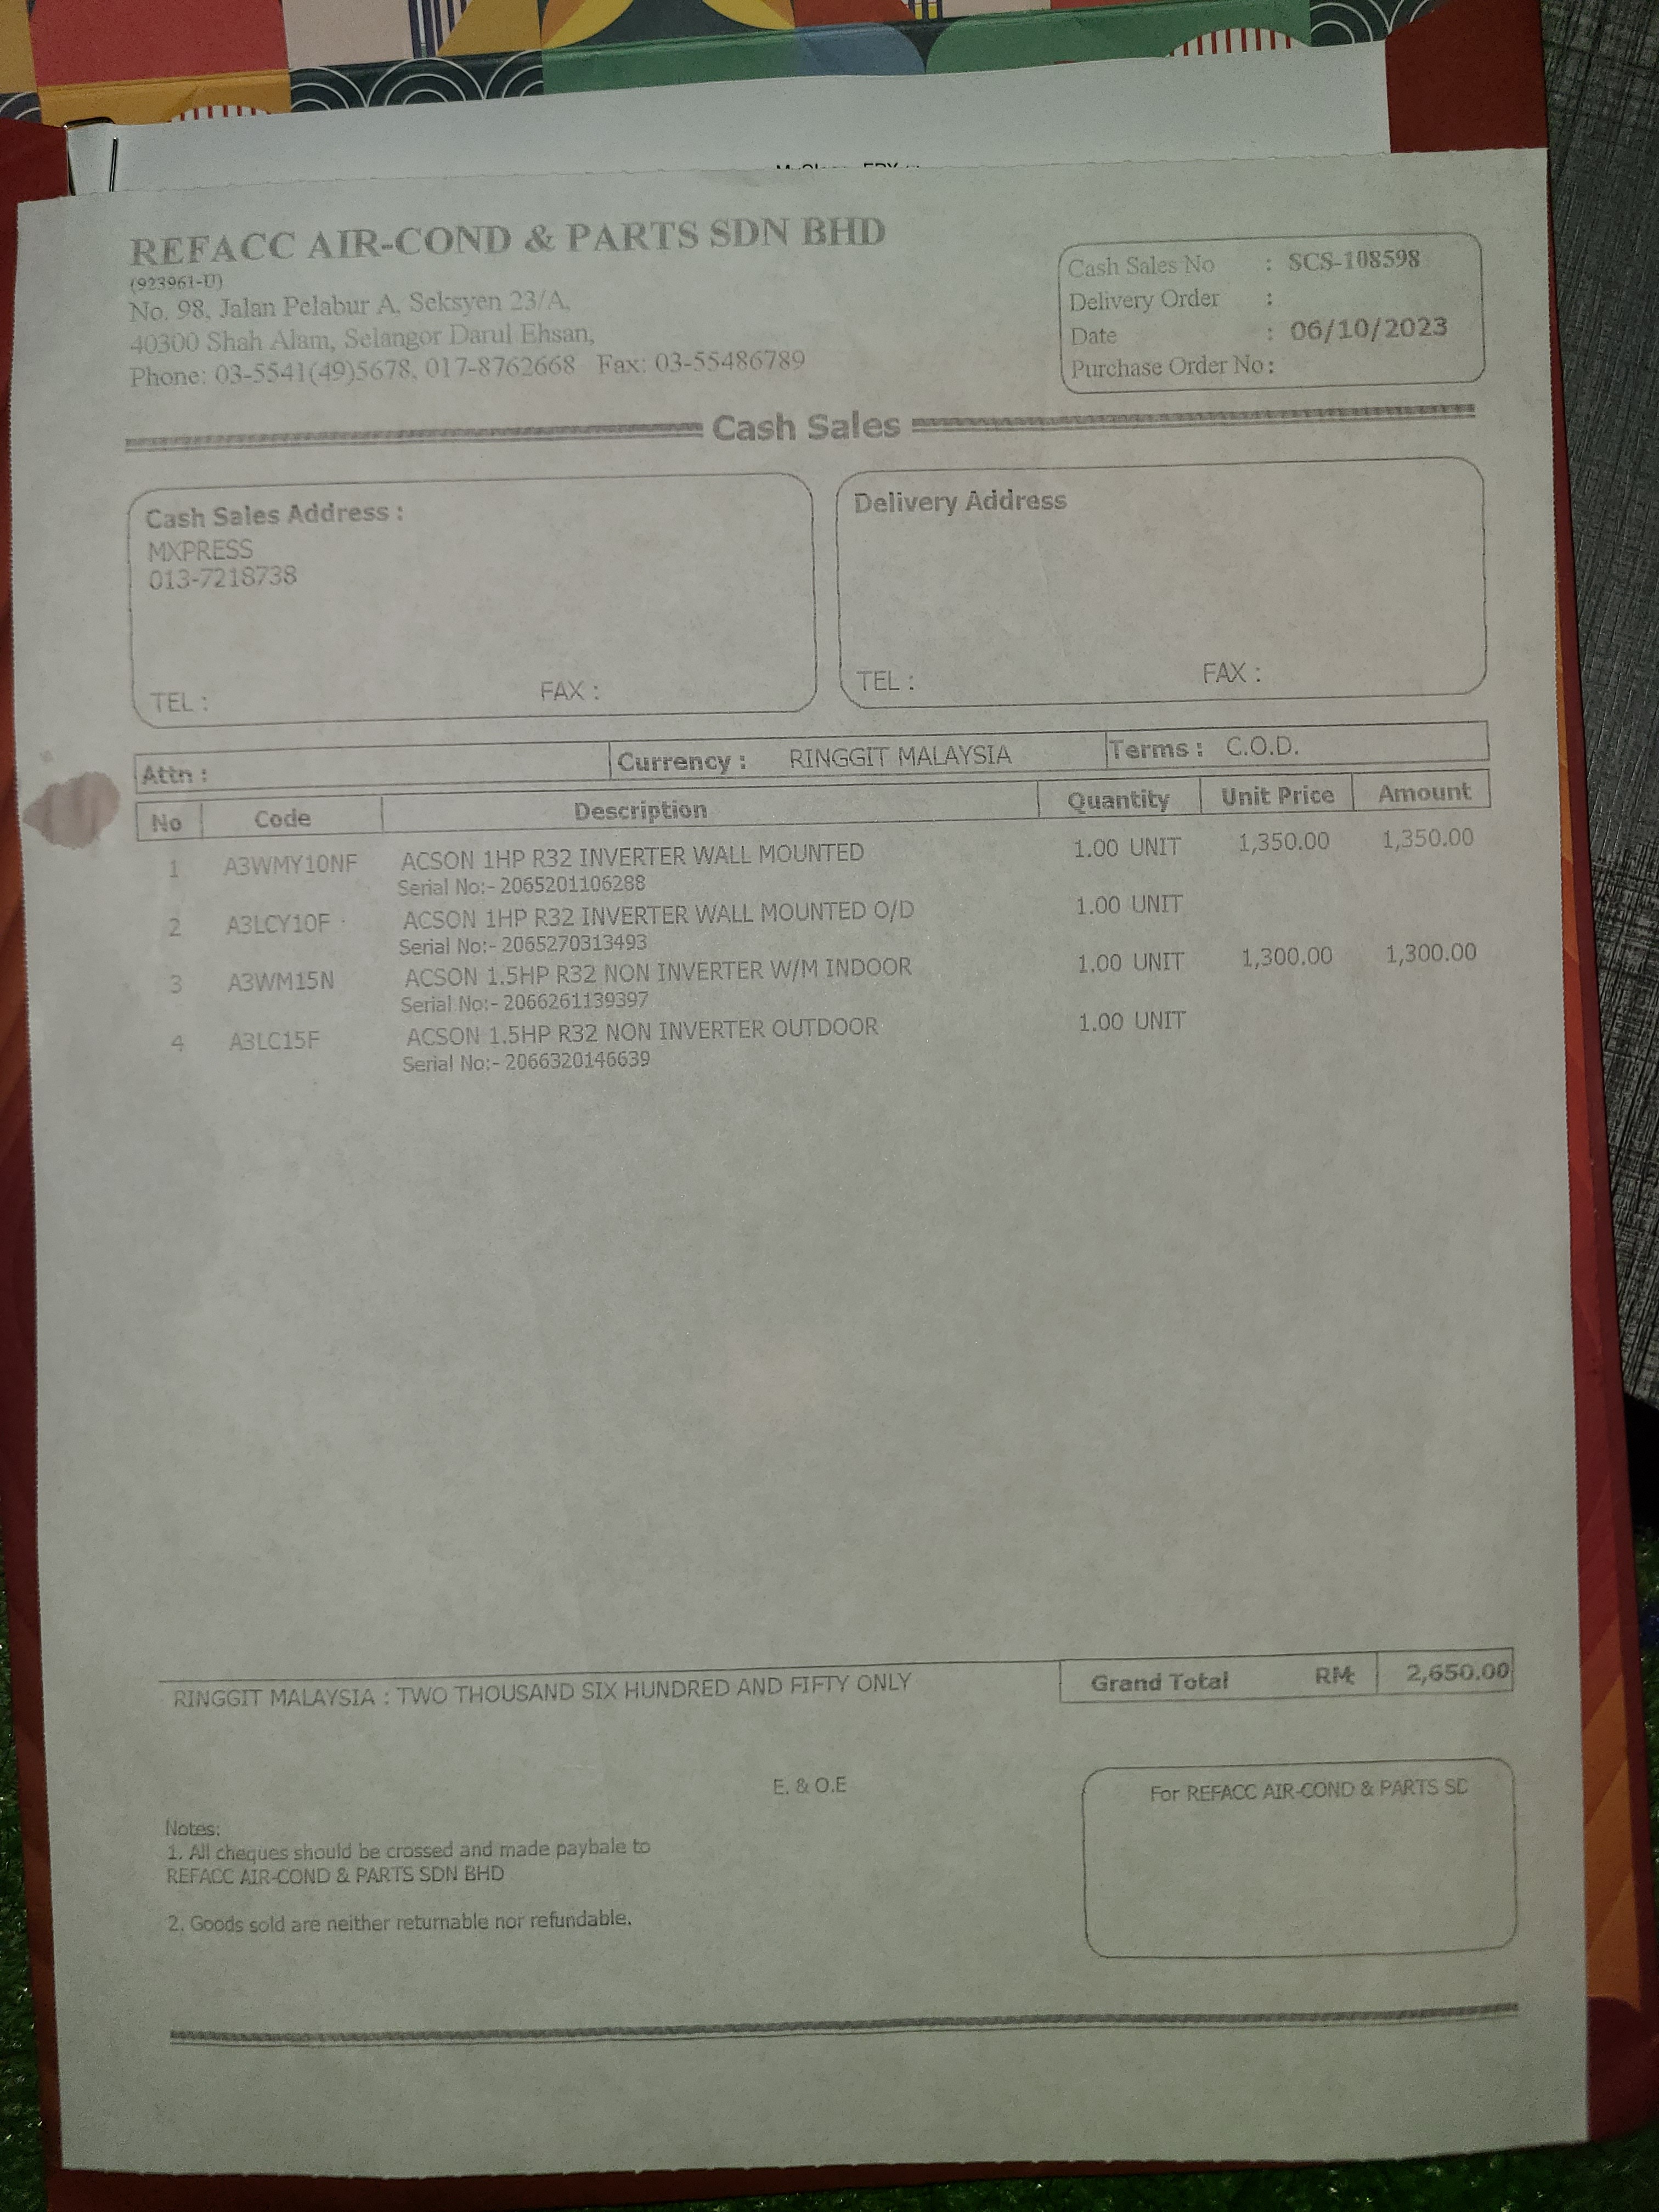 REFACC AIR-COND & PARTS SDN BHD
(923961-U)
No. 98, Jalan Pelabur A, Seksyen 23/A,
40300 Shah Alam, Selangor Darul Ehsan,
Phone: 03-5541(49)5678, 017-8762668 Fax: 03-55486789
Cash Sales No : SCS-108598
Delivery Order :
Date : 06/10/2023
Purchase Order No :
Cash Sales
Cash Sales Address :
MXPRESS
013-7218738
TEL : FAX :
Delivery Address
TEL : FAX :
Attn : Currency : RINGGIT MALAYSIA Terms : C.O.D.
No Code Description Quantity Unit Price Amount
1 A3WMY10NF ACSON 1HP R32 INVERTER WALL MOUNTED 1.00 UNIT 1,350.00 1,350.00
Serial No:- 2065201106288
2 A3LCY10F ACSON 1HP R32 INVERTER WALL MOUNTED O/D 1.00 UNIT
Serial No:- 2065270313493
3 A3WM15N ACSON 1.5HP R32 NON INVERTER W/M INDOOR 1.00 UNIT 1,300.00 1,300.00
Serial No:- 2066261139397
4 A3LC15F ACSON 1.5HP R32 NON INVERTER OUTDOOR 1.00 UNIT
Serial No:- 2066320146639
RINGGIT MALAYSIA : TWO THOUSAND SIX HUNDRED AND FIFTY ONLY
Grand Total RM: 2,650.00
E. & O.E
For REFACC AIR-COND & PARTS SD
Notes:
1. All cheques should be crossed and made paybale to
REFACC AIR-COND & PARTS SDN BHD
2. Goods sold are neither returnable nor refundable.